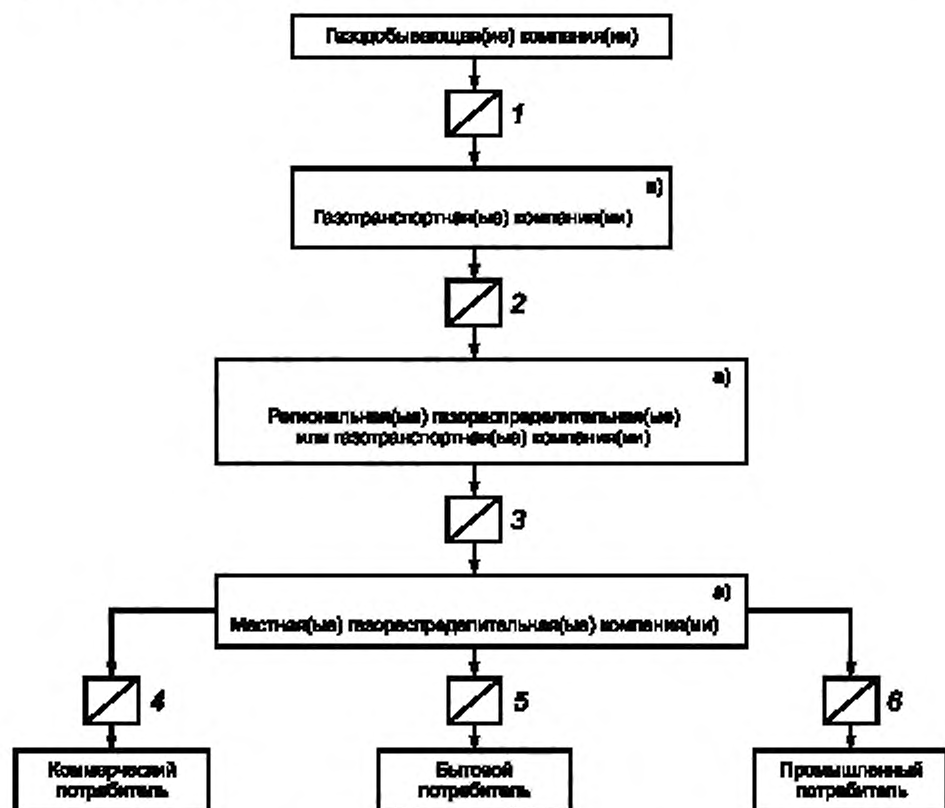 Газодобывающая(ие) компания(ии)
1
а)
Газотранспортная(ые) компания(ии)
2
а)
Региональная(ые) газораспределительная(ые)
или газотранспортная(ые) компания(ии)
3
а)
Местная(ые) газораспределительная(ые) компания(ии)
4
5
6
Коммерческий
потребитель
Бытовой
потребитель
Промышленный
потребитель